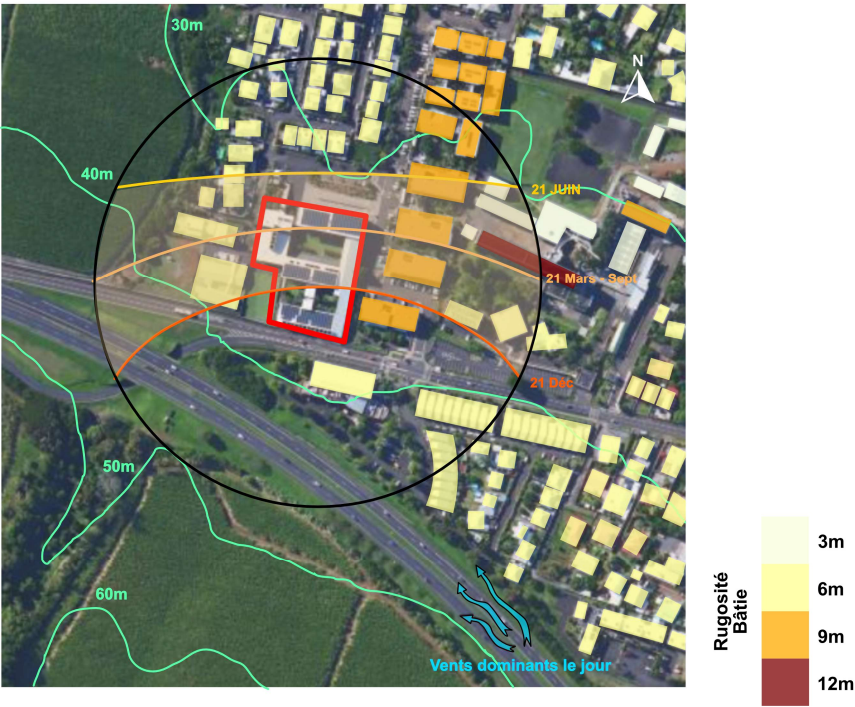 30m
N
40m
21 JUIN
21 Mars - Sept
21 Déc
50m
60m
Vents dominants le jour
Rugosité
Bâtie
3m
6m
9m
12m